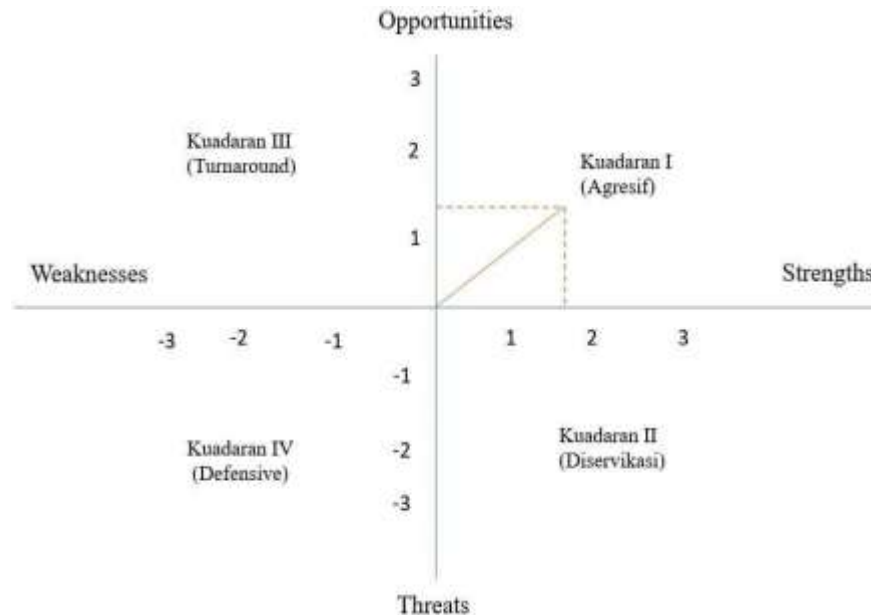 Opportunities
3
Kuadaran III
(Turnaround)
2
Kuadaran I
(Agresif)
1
Weaknesses
Strengths
-3
-2
-1
1
2
3
-1
Kuadaran IV
(Defensive)
-2
Kuadaran II
(Diservikasi)
-3
Threats